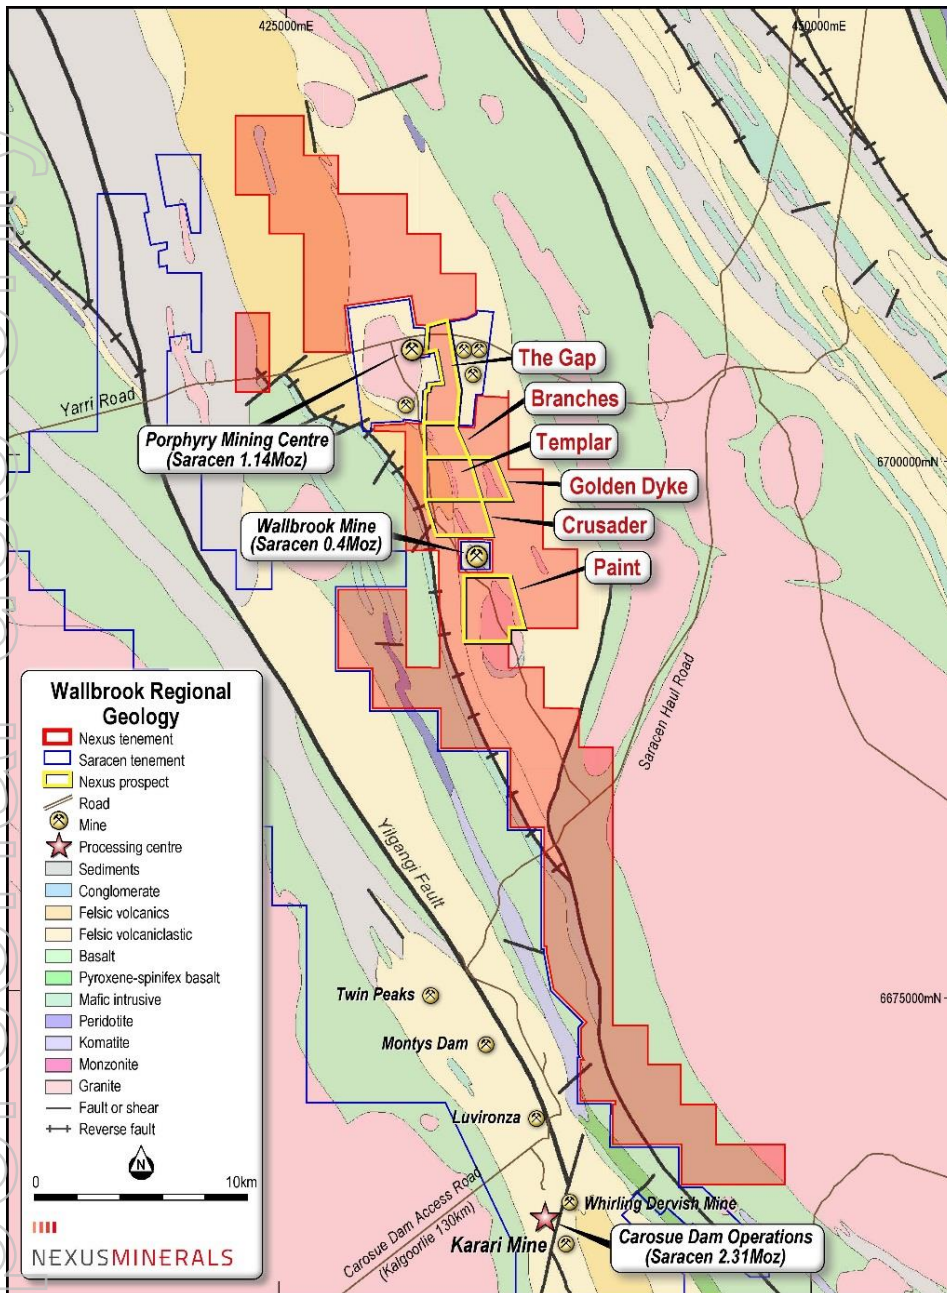 425000mE
450000mE
The Gap
Branches
Templar
Golden Dyke
Crusader
Paint
Yarri Road
Porphyry Mining Centre
(Saracen 1.14Moz)
Wallbrook Mine
(Saracen 0.4Moz)
6700000mN
Saracen Haul Road
Wallbrook Regional
Geology
Nexus tenement
Saracen tenement
Nexus prospect
Road
Mine
Processing centre
Sediments
Conglomerate
Felsic volcanics
Felsic volcaniclastic
Basalt
Pyroxene-spinifex basalt
Mafic intrusive
Peridotite
Komatite
Monzonite
Granite
Fault or shear
Reverse fault
N
0 10km
NEXUSMINERALS
Yilgangi Fault
Twin Peaks
Montys Dam
Luvironza
6675000mN
Carosue Dam Access Road
(Kalgoorlie 130km)
Whirling Dervish Mine
Karari Mine
Carosue Dam Operations
(Saracen 2.31Moz)
For personal use only